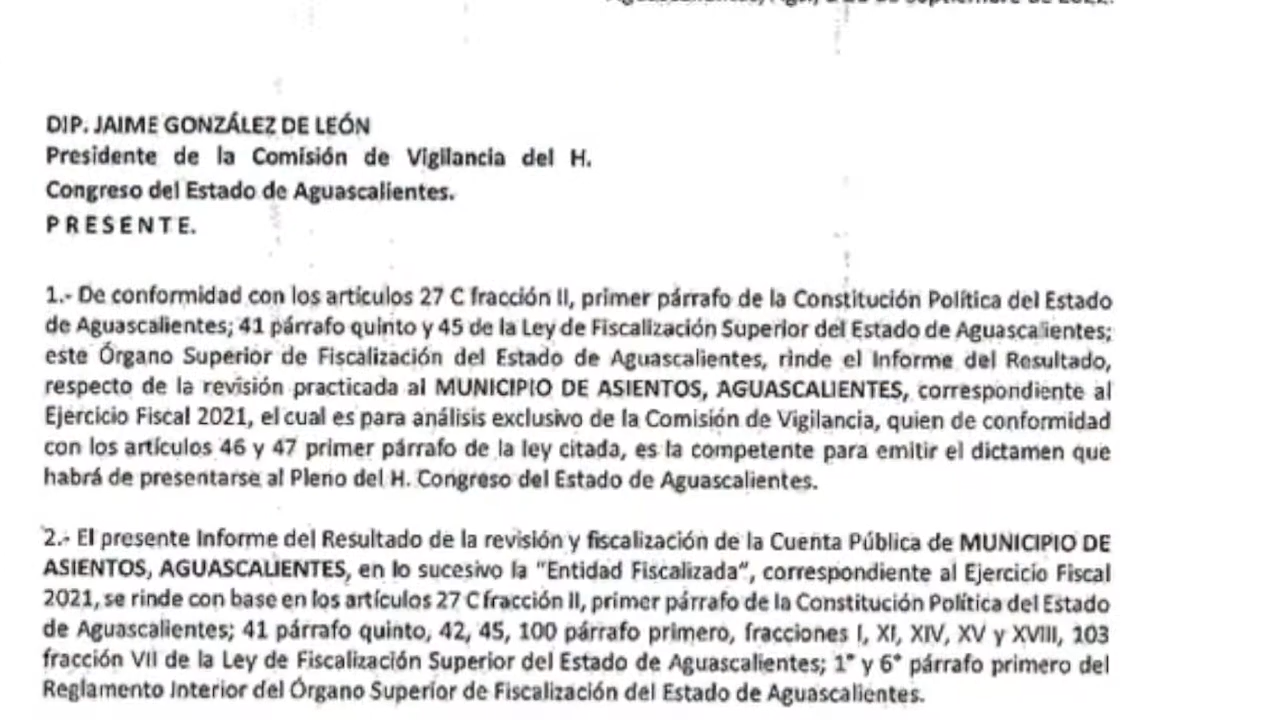 de septiembre de 2022.
DIP. JAIME GONZÁLEZ DE LEÓN
Presidente de la Comisión de Vigilancia del H.
Congreso del Estado de Aguascalientes.
P R E S E N T E.
1.- De conformidad con los artículos 27 C fracción II, primer párrafo de la Constitución Política del Estado
de Aguascalientes; 41 párrafo quinto y 45 de la Ley de Fiscalización Superior del Estado de Aguascalientes;
este Órgano Superior de Fiscalización del Estado de Aguascalientes, rinde el Informe del Resultado,
respecto de la revisión practicada al MUNICIPIO DE ASIENTOS, AGUASCALIENTES, correspondiente al
Ejercicio Fiscal 2021, el cual es para análisis exclusivo de la Comisión de Vigilancia, quien de conformidad
con los artículos 46 y 47 primer párrafo de la ley citada, es la competente para emitir el dictamen que
habrá de presentarse al Pleno del H. Congreso del Estado de Aguascalientes.
2.- El presente Informe del Resultado de la revisión y fiscalización de la Cuenta Pública de MUNICIPIO DE
ASIENTOS, AGUASCALIENTES, en lo sucesivo la "Entidad Fiscalizada", correspondiente al Ejercicio Fiscal
2021, se rinde con base en los artículos 27 C fracción II, primer párrafo de la Constitución Política del Estado
de Aguascalientes; 41 párrafo quinto, 42, 45, 100 párrafo primero, fracciones I, XI, XIV, XV y XVIII, 103
fracción VII de la Ley de Fiscalización Superior del Estado de Aguascalientes; 1° y 6° párrafo primero del
Reglamento Interior del Órgano Superior de Fiscalización del Estado de Aguascalientes.